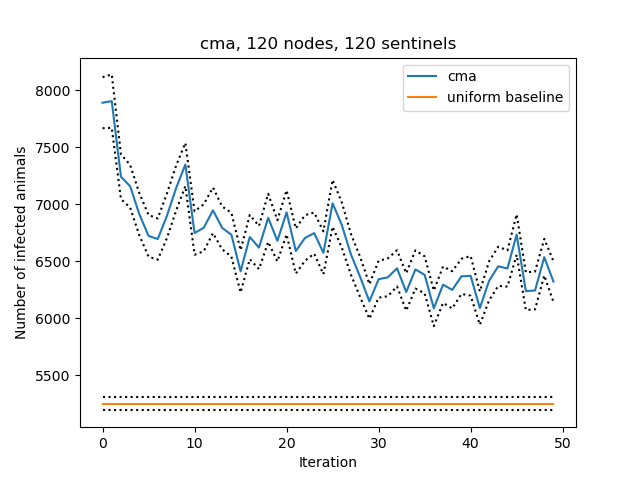 cma, 120 nodes, 120 sentinels
cma
uniform baseline
8000
7500
7000
6500
6000
5500
Number of infected animals
0 10 20 30 40 50
Iteration